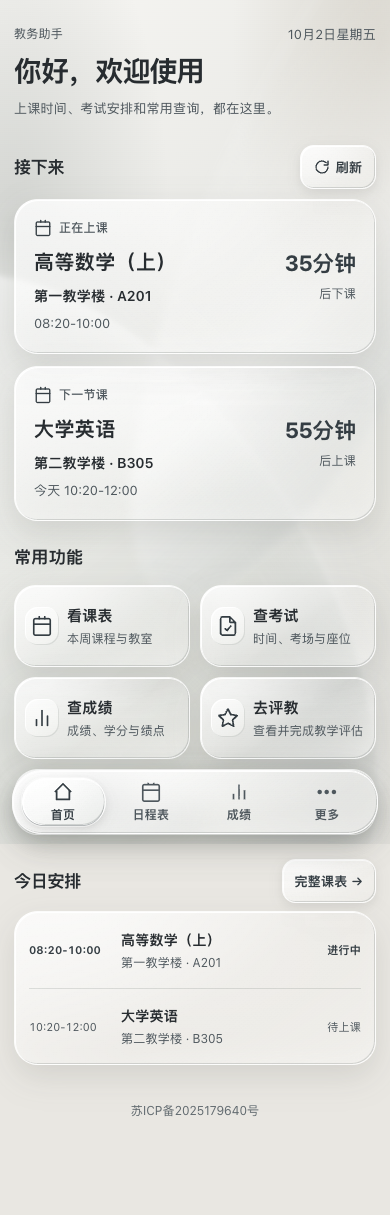 教务助手
10月2日星期五
你好，欢迎使用
上课时间、考试安排和常用查询，都在这里。
接下来
刷新
正在上课
高等数学（上）
35分钟
第一教学楼 · A201
后下课
08:20-10:00
下一节课
大学英语
55分钟
第二教学楼 · B305
后上课
今天 10:20-12:00
常用功能
看课表
本周课程与教室
查考试
时间、考场与座位
查成绩
成绩、学分与绩点
去评教
查看并完成教学评估
首页
日程表
成绩
更多
今日安排
完整课表 →
08:20-10:00
高等数学（上）
第一教学楼 · A201
进行中
10:20-12:00
大学英语
第二教学楼 · B305
待上课
苏ICP备2025179640号